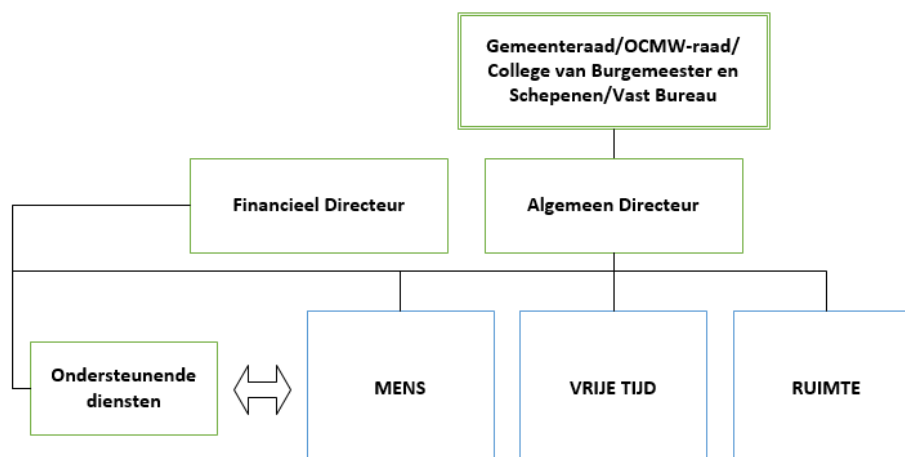 Gemeenteraad/OCMW-raad/
College van Burgemeester en
Schepenen/Vast Bureau
Financieel Directeur
Algemeen Directeur
Ondersteunende
diensten
MENS
VRIJE TIJD
RUIMTE